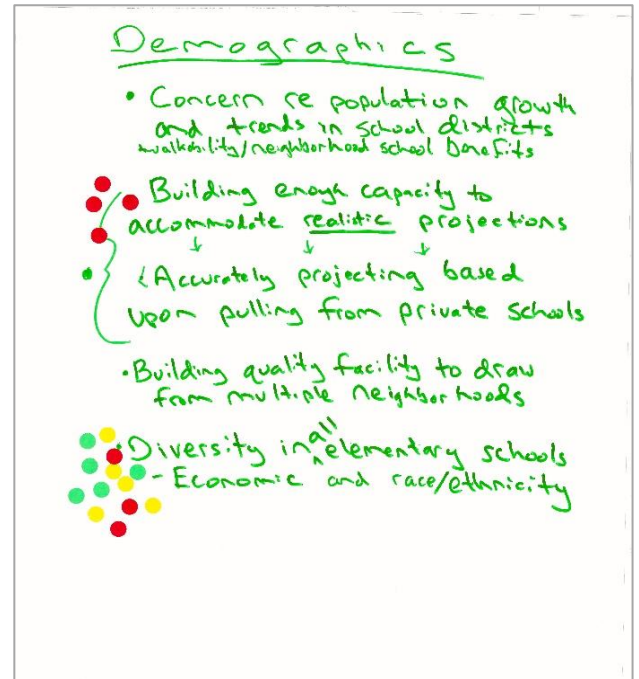 Demographics
• Concern re population growth
and trends in school districts
+walkability/neighborhood school benefits
Building enough capacity to
accommodate realistic projections
↓ ↓ ↓
• <Accurately projecting based
upon pulling from private schools
• Building quality facility to draw
from multiple neighborhoods
• Diversity in all elementary schools
- Economic and race/ethnicity